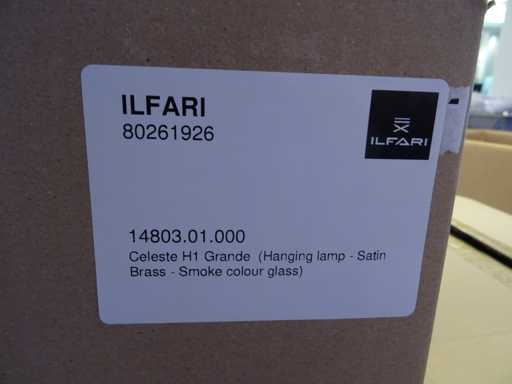 ILFARI
80261926
ILFARI
14803.01.000
Celeste H1 Grande (Hanging lamp - Satin
Brass - Smoke colour glass)